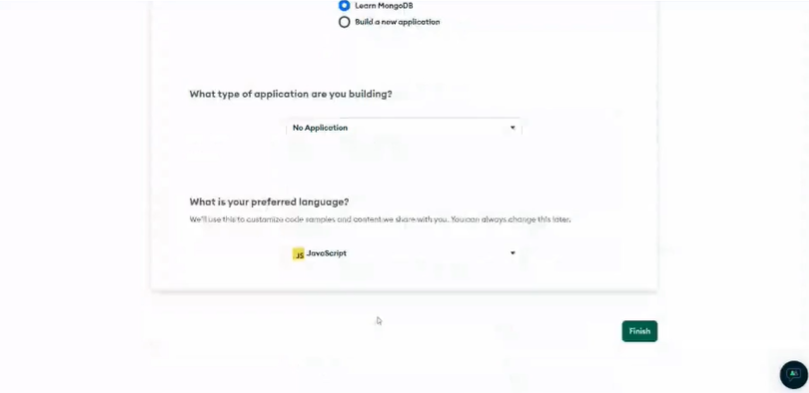 Learn MongoDB
Build a new application
What type of application are you building?
No Application
What is your preferred language?
We'll use this to customize code samples and content we share with you. You can always change this later.
JS JavaScript
Finish